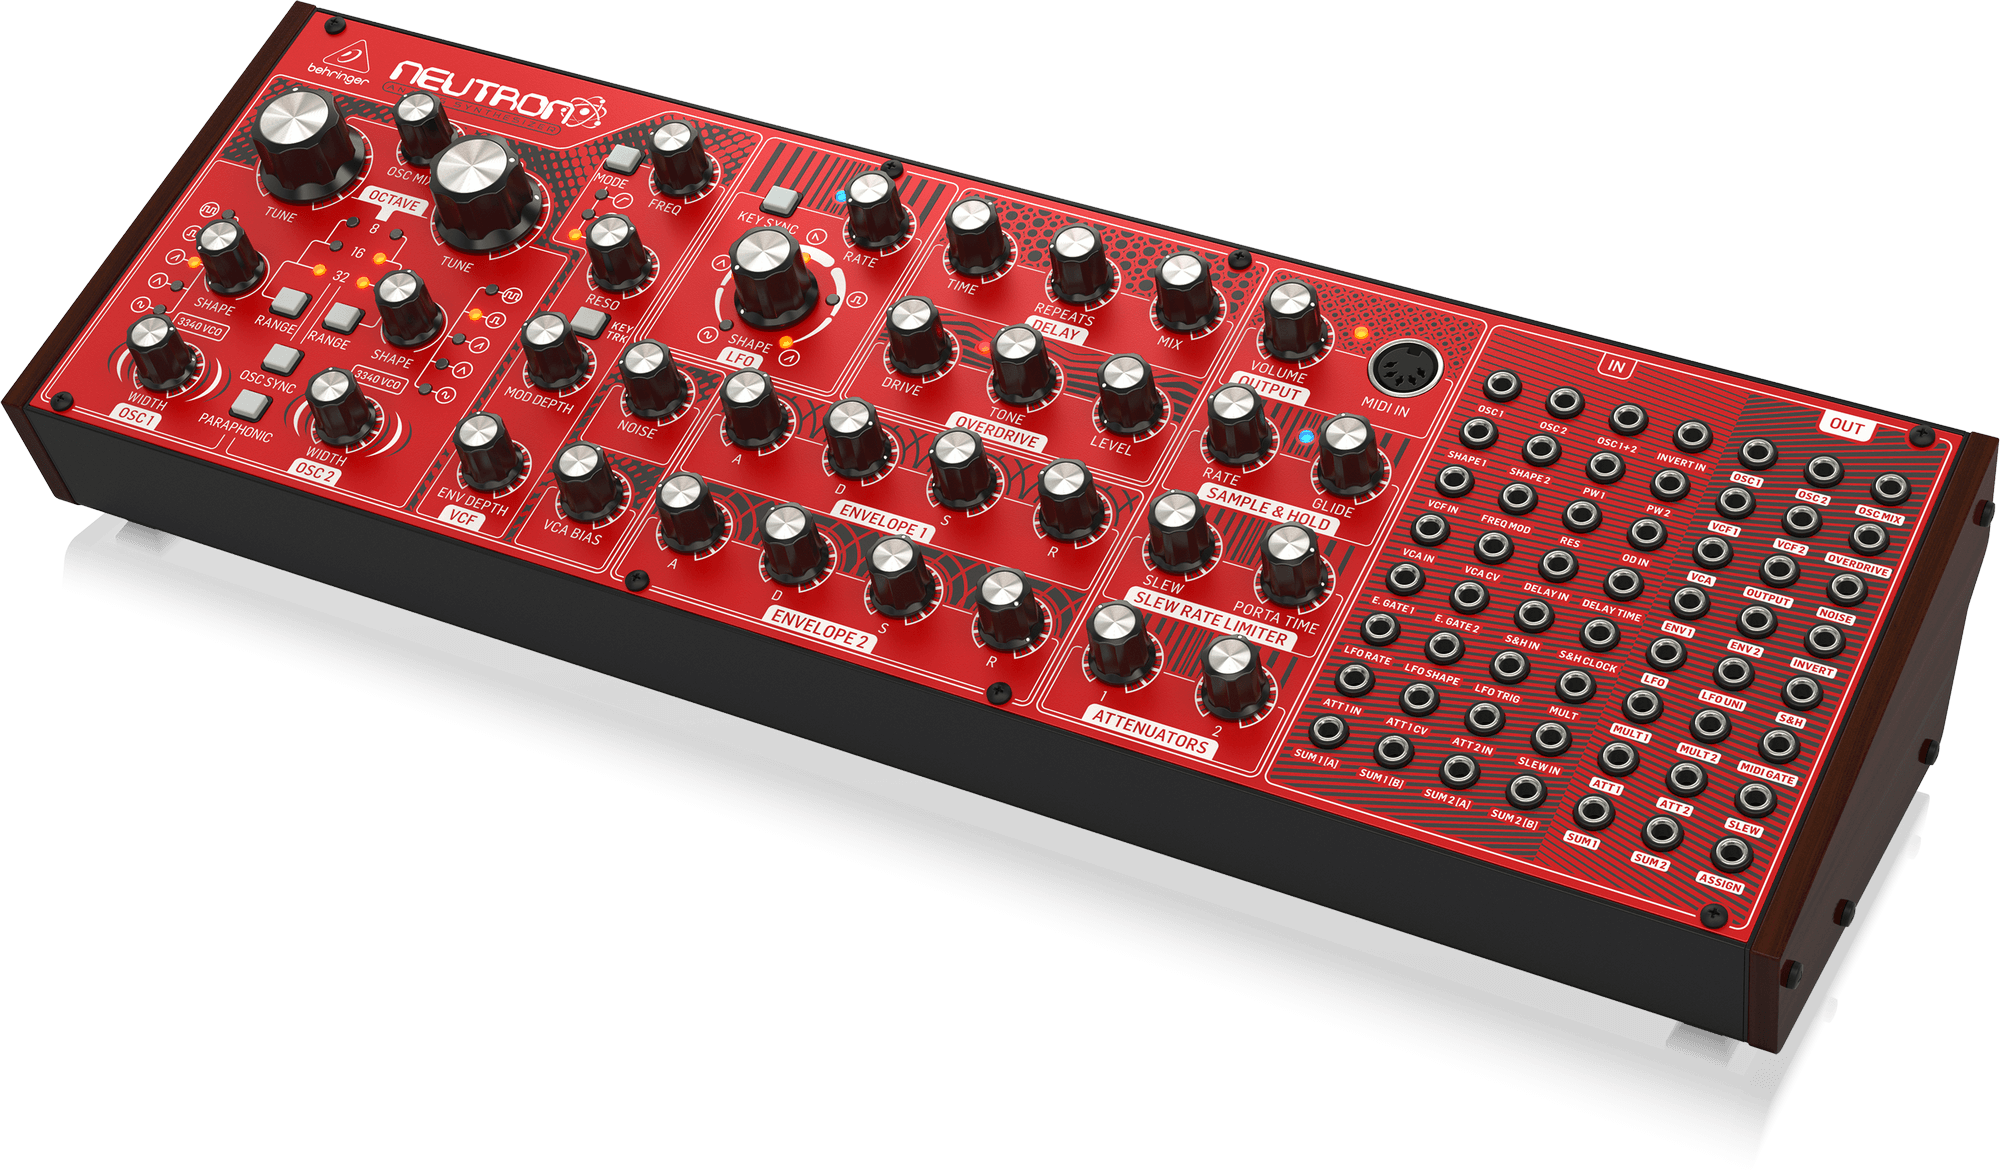 behringer
NEUTRON
SYNTHESIZER
TUNE
OSC MIX
OCTAVE
8
16
32
TUNE
SHAPE
RANGE
RANGE
SHAPE
3340 VCO
3340 VCO
OSC SYNC
PARAPHONIC
WIDTH
OSC 1
WIDTH
OSC 2
MODE
FREQ
RESO
KEY
TRK
MOD DEPTH
ENV DEPTH
VCF
NOISE
VCA BIAS
KEY SYNC
RATE
SHAPE
LFO
TIME
REPEATS
MIX
DELAY
DRIVE
TONE
LEVEL
OVERDRIVE
A
D
S
R
ENVELOPE 1
A
D
S
R
ENVELOPE 2
VOLUME
OUTPUT
MIDI IN
RATE
GLIDE
SAMPLE & HOLD
SLEW
PORTA TIME
SLEW RATE LIMITER
1
2
ATTENUATORS
IN
OSC 1
OSC 2
OSC 1+2
INVERT IN
SHAPE 1
SHAPE 2
PW 1
PW 2
VCF IN
FREQ MOD
RES
OD IN
VCA IN
VCA CV
DELAY IN
DELAY TIME
E. GATE 1
E. GATE 2
S&H IN
S&H CLOCK
LFO RATE
LFO SHAPE
LFO TRIG
MULT
ATT 1 IN
ATT 1 CV
ATT 2 IN
SLEW IN
SUM 1 [A]
SUM 1 [B]
SUM 2 [A]
SUM 2 [B]
OUT
OSC 1
OSC 2
OSC MIX
VCF 1
VCF 2
OVERDRIVE
VCA
OUTPUT
NOISE
ENV 1
ENV 2
INVERT
LFO
LFO UNI
S&H
MULT 1
MULT 2
MIDI GATE
ATT 1
ATT 2
SLEW
SUM 1
SUM 2
ASSIGN